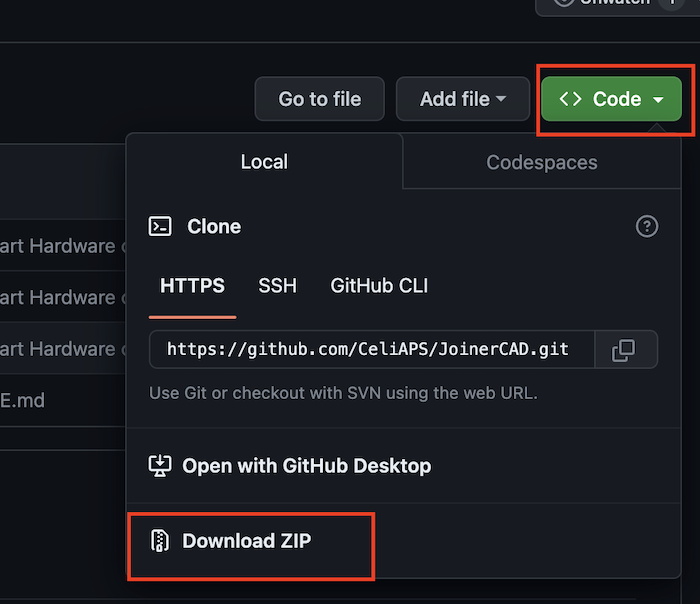 Unwatch 1
Go to file
Add file
<> Code
Local
Codespaces
Clone
HTTPS
SSH
GitHub CLI
https://github.com/CeliAPS/JoinerCAD.git
Use Git or checkout with SVN using the web URL.
Open with GitHub Desktop
Download ZIP
art Hardware
art Hardware
art Hardware
E.md